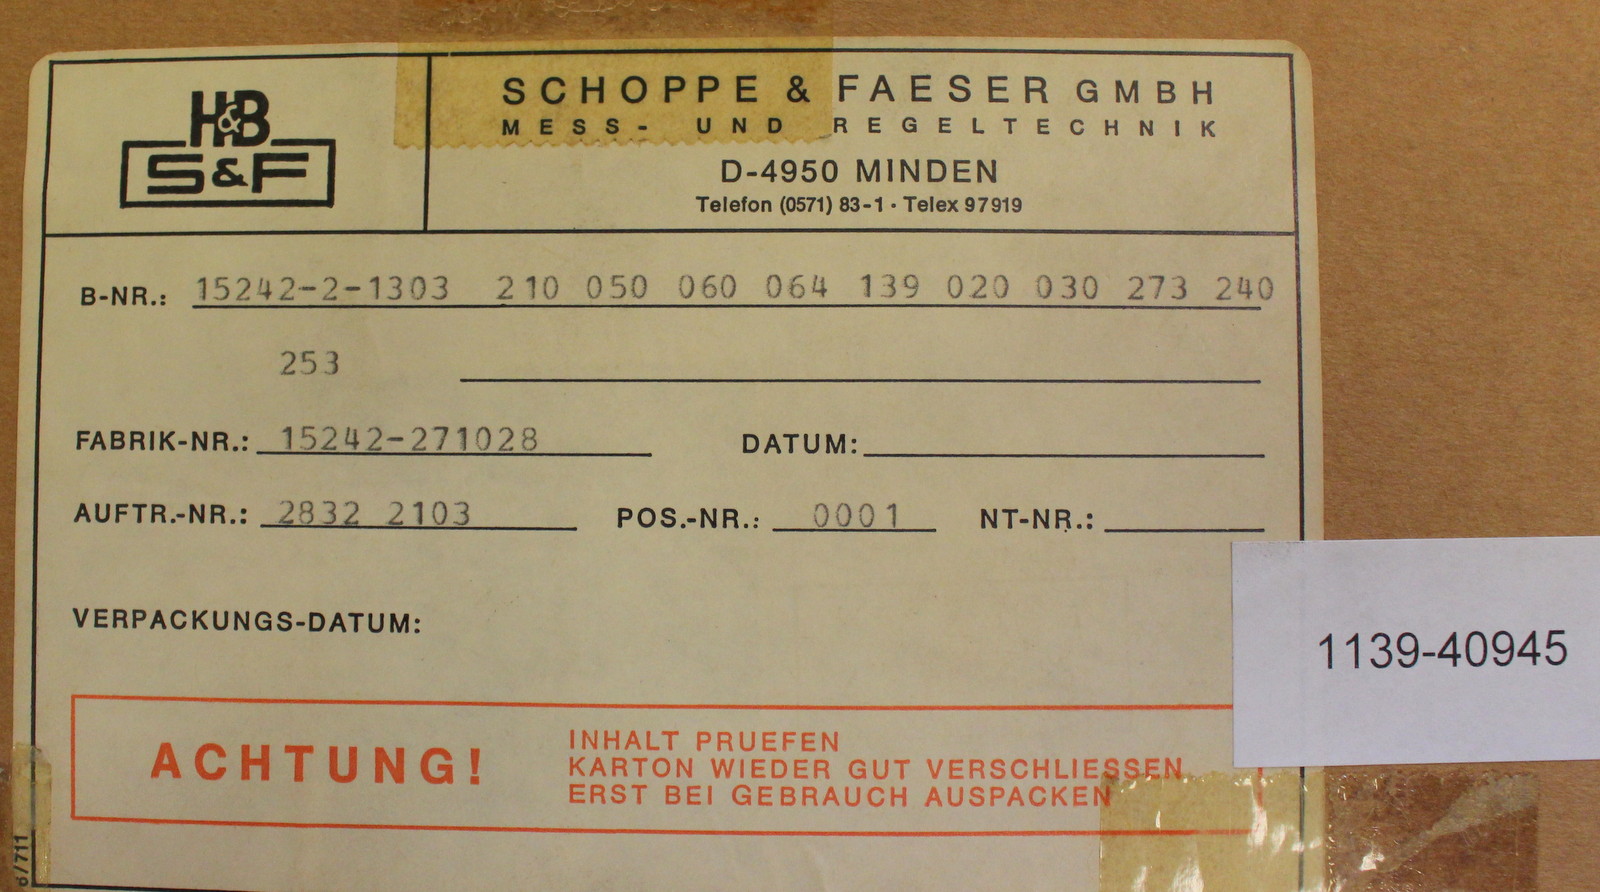 H&B
S&F
SCHOPPE & FAESER GMBH
MESS- UND REGELTECHNIK
D-4950 MINDEN
Telefon (0571) 83-1 · Telex 97919
B-NR.: 15242-2-1303 210 050 060 064 139 020 030 273 240
253
FABRIK-NR.: 15242-271028 DATUM:
AUFTR.-NR.: 2832 2103 POS.-NR.: 0001 NT-NR.:
VERPACKUNGS-DATUM:
1139-40945
ACHTUNG!
INHALT PRUEFEN
KARTON WIEDER GUT VERSCHLIESSEN
ERST BEI GEBRAUCH AUSPACKEN